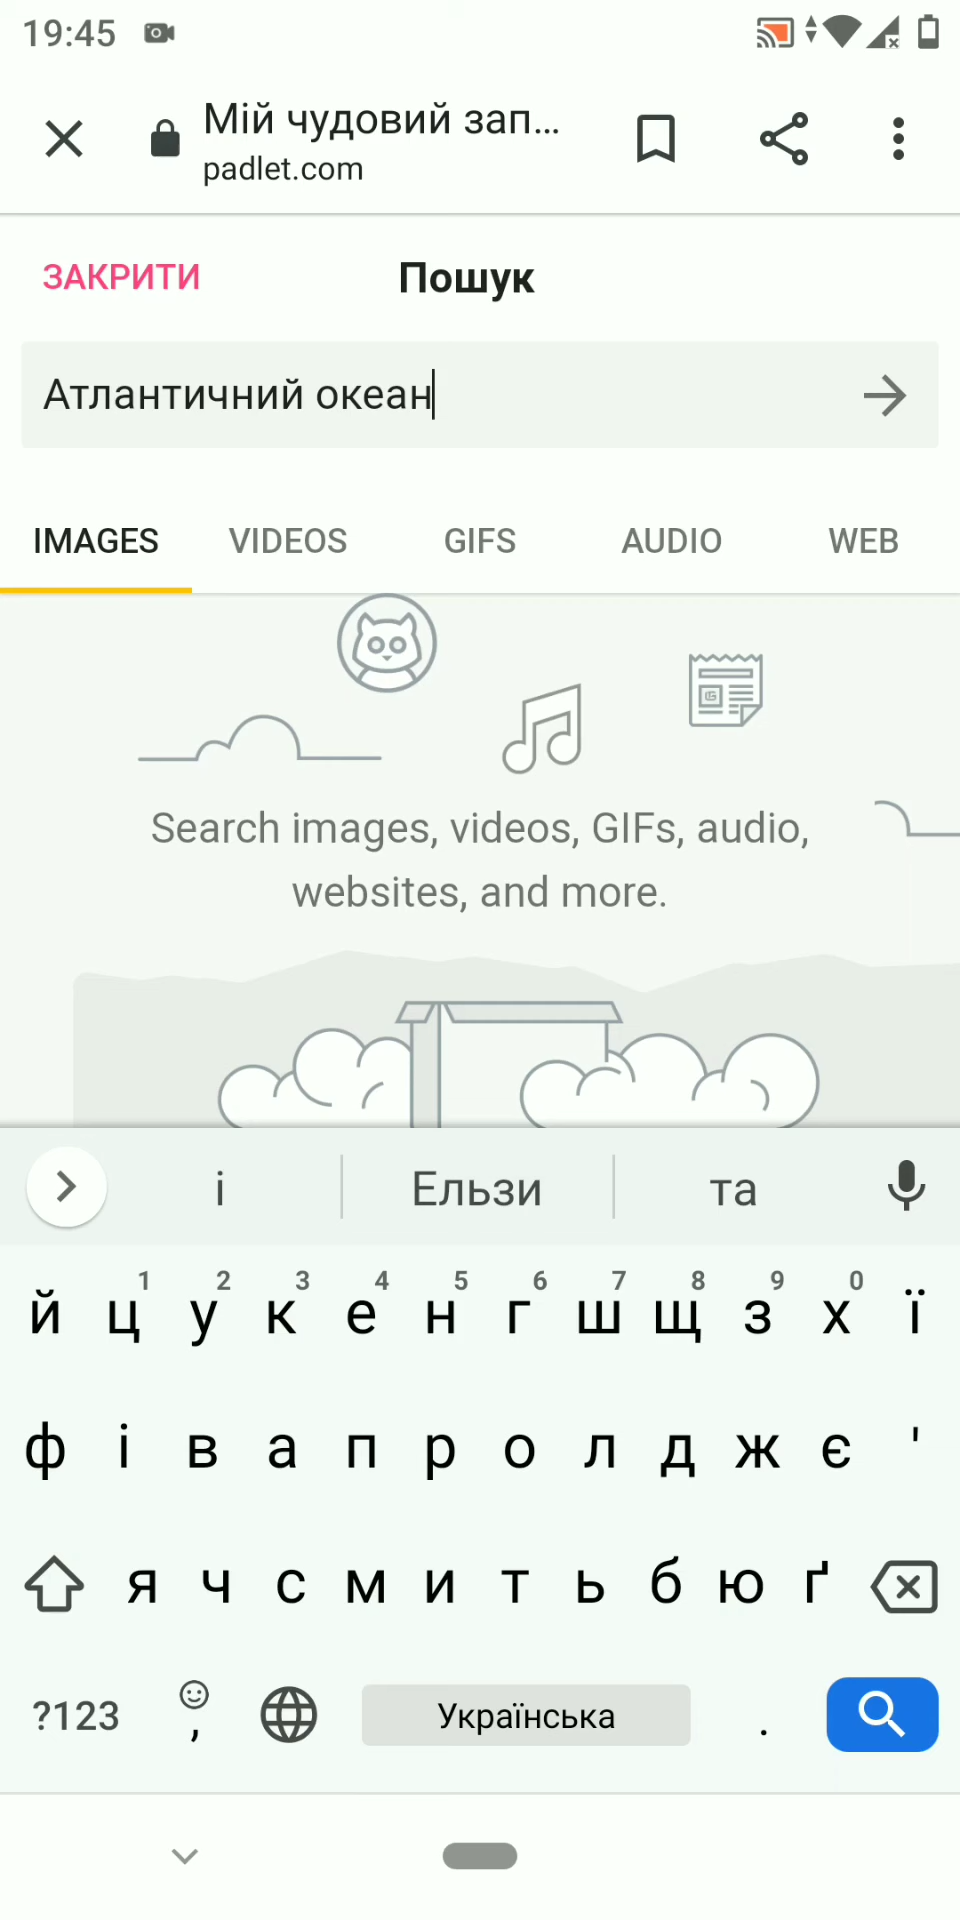 19:45
Мій чудовий зап...
padlet.com
ЗАКРИТИ
Пошук
Атлантичний океан
IMAGES VIDEOS GIFS AUDIO WEB
Search images, videos, GIFs, audio,
websites, and more.
і Ельзи та
1 2 3 4 5 6 7 8 9 0
й ц у к е н г ш щ з х ї
ф і в а п р о л д ж є '
я ч с м и т ь б ю ґ
?123 , Українська .